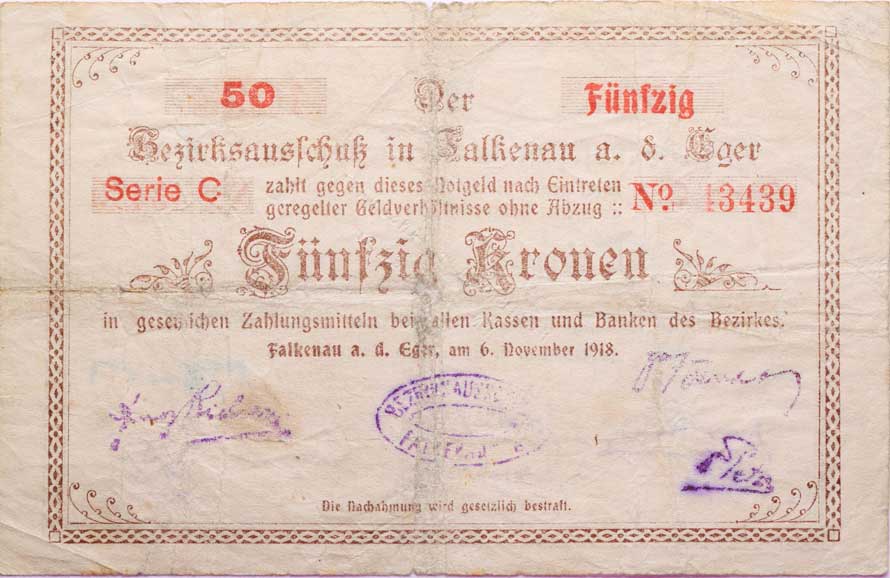 50 Der Fünfzig
Bezirksausschuß in Falkenau a. d. Eger
Serie C zahlt gegen dieses Notgeld nach Eintreten
geregelter Geldverhältnisse ohne Abzug :: No 13439
Fünfzig Kronen
in gesetzlichen Zahlungsmitteln bei allen Kassen und Banken des Bezirkes.
Falkenau a. d. Eger, am 6. November 1918.
BEZIRKSAUSSCHUSS
FALKENAU
Die Nachahmung wird gesetzlich bestraft.